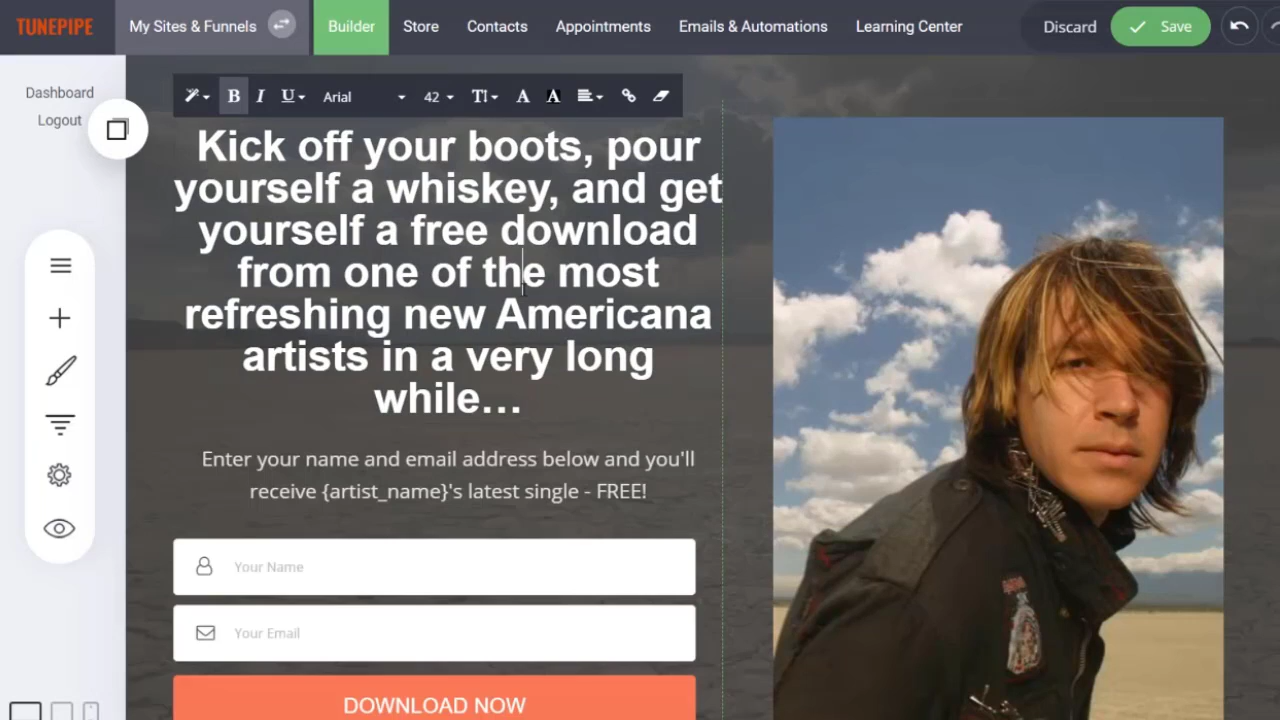 TUNEPIPE My Sites & Funnels Builder Store Contacts Appointments Emails & Automations Learning Center Discard Save
Dashboard
Logout
B I U Arial 42 TI A A
Kick off your boots, pour
yourself a whiskey, and get
yourself a free download
from one of the most
refreshing new Americana
artists in a very long
while...
Enter your name and email address below and you'll
receive {artist_name}'s latest single - FREE!
Your Name
Your Email
DOWNLOAD NOW